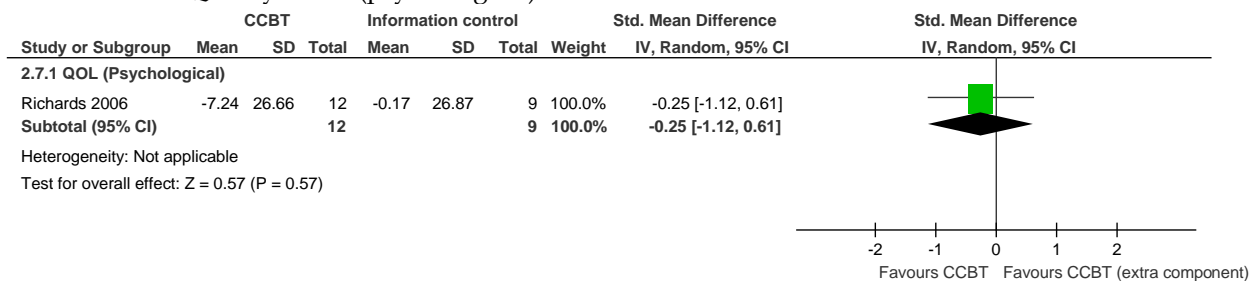 CCBT Information control Std. Mean Difference Std. Mean Difference
Study or Subgroup Mean SD Total Mean SD Total Weight IV, Random, 95% CI IV, Random, 95% CI
2.7.1 QOL (Psychological)
Richards 2006 -7.24 26.66 12 -0.17 26.87 9 100.0% -0.25 [-1.12, 0.61]
Subtotal (95% CI) 12 9 100.0% -0.25 [-1.12, 0.61]
Heterogeneity: Not applicable
Test for overall effect: Z = 0.57 (P = 0.57)
-2 -1 0 1 2
Favours CCBT Favours CCBT (extra component)